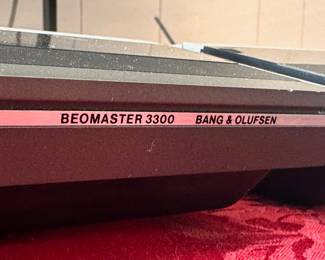 BEOMASTER 3300 BANG & OLUFSEN